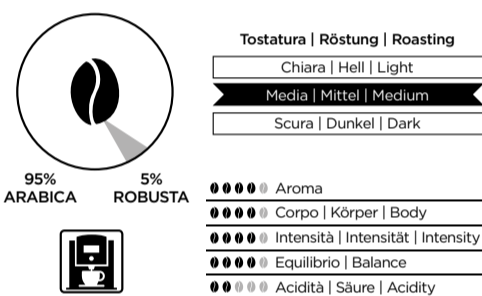 Tostatura | Röstung | Roasting
Chiara | Hell | Light
Media | Mittel | Medium
Scura | Dunkel | Dark
95%
ARABICA
5%
ROBUSTA
Aroma
Corpo | Körper | Body
Intensità | Intensität | Intensity
Equilibrio | Balance
Acidità | Säure | Acidity